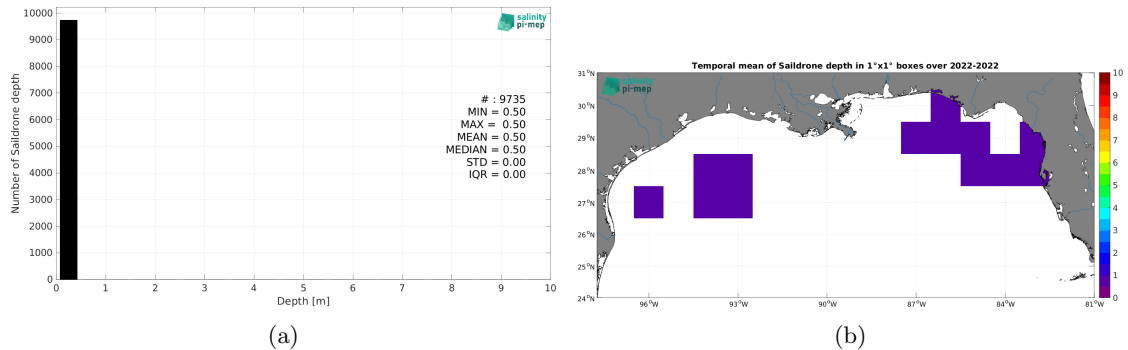 10000
9000
8000
7000
6000
5000
4000
3000
2000
1000
0
Number of Saildrone depth
salinity
pi-mep
# : 9735
MIN = 0.50
MAX = 0.50
MEAN = 0.50
MEDIAN = 0.50
STD = 0.00
IQR = 0.00
0 1 2 3 4 5 6 7 8 9 10
Depth [m]
(a)
Temporal mean of Saildrone depth in 1°x1° boxes over 2022-2022
salinity
pi-mep
31°N
30°N
29°N
28°N
27°N
26°N
25°N
24°N
96°W 93°W 90°W 87°W 84°W 81°W
10
9
8
7
6
5
4
3
2
1
0
(b)